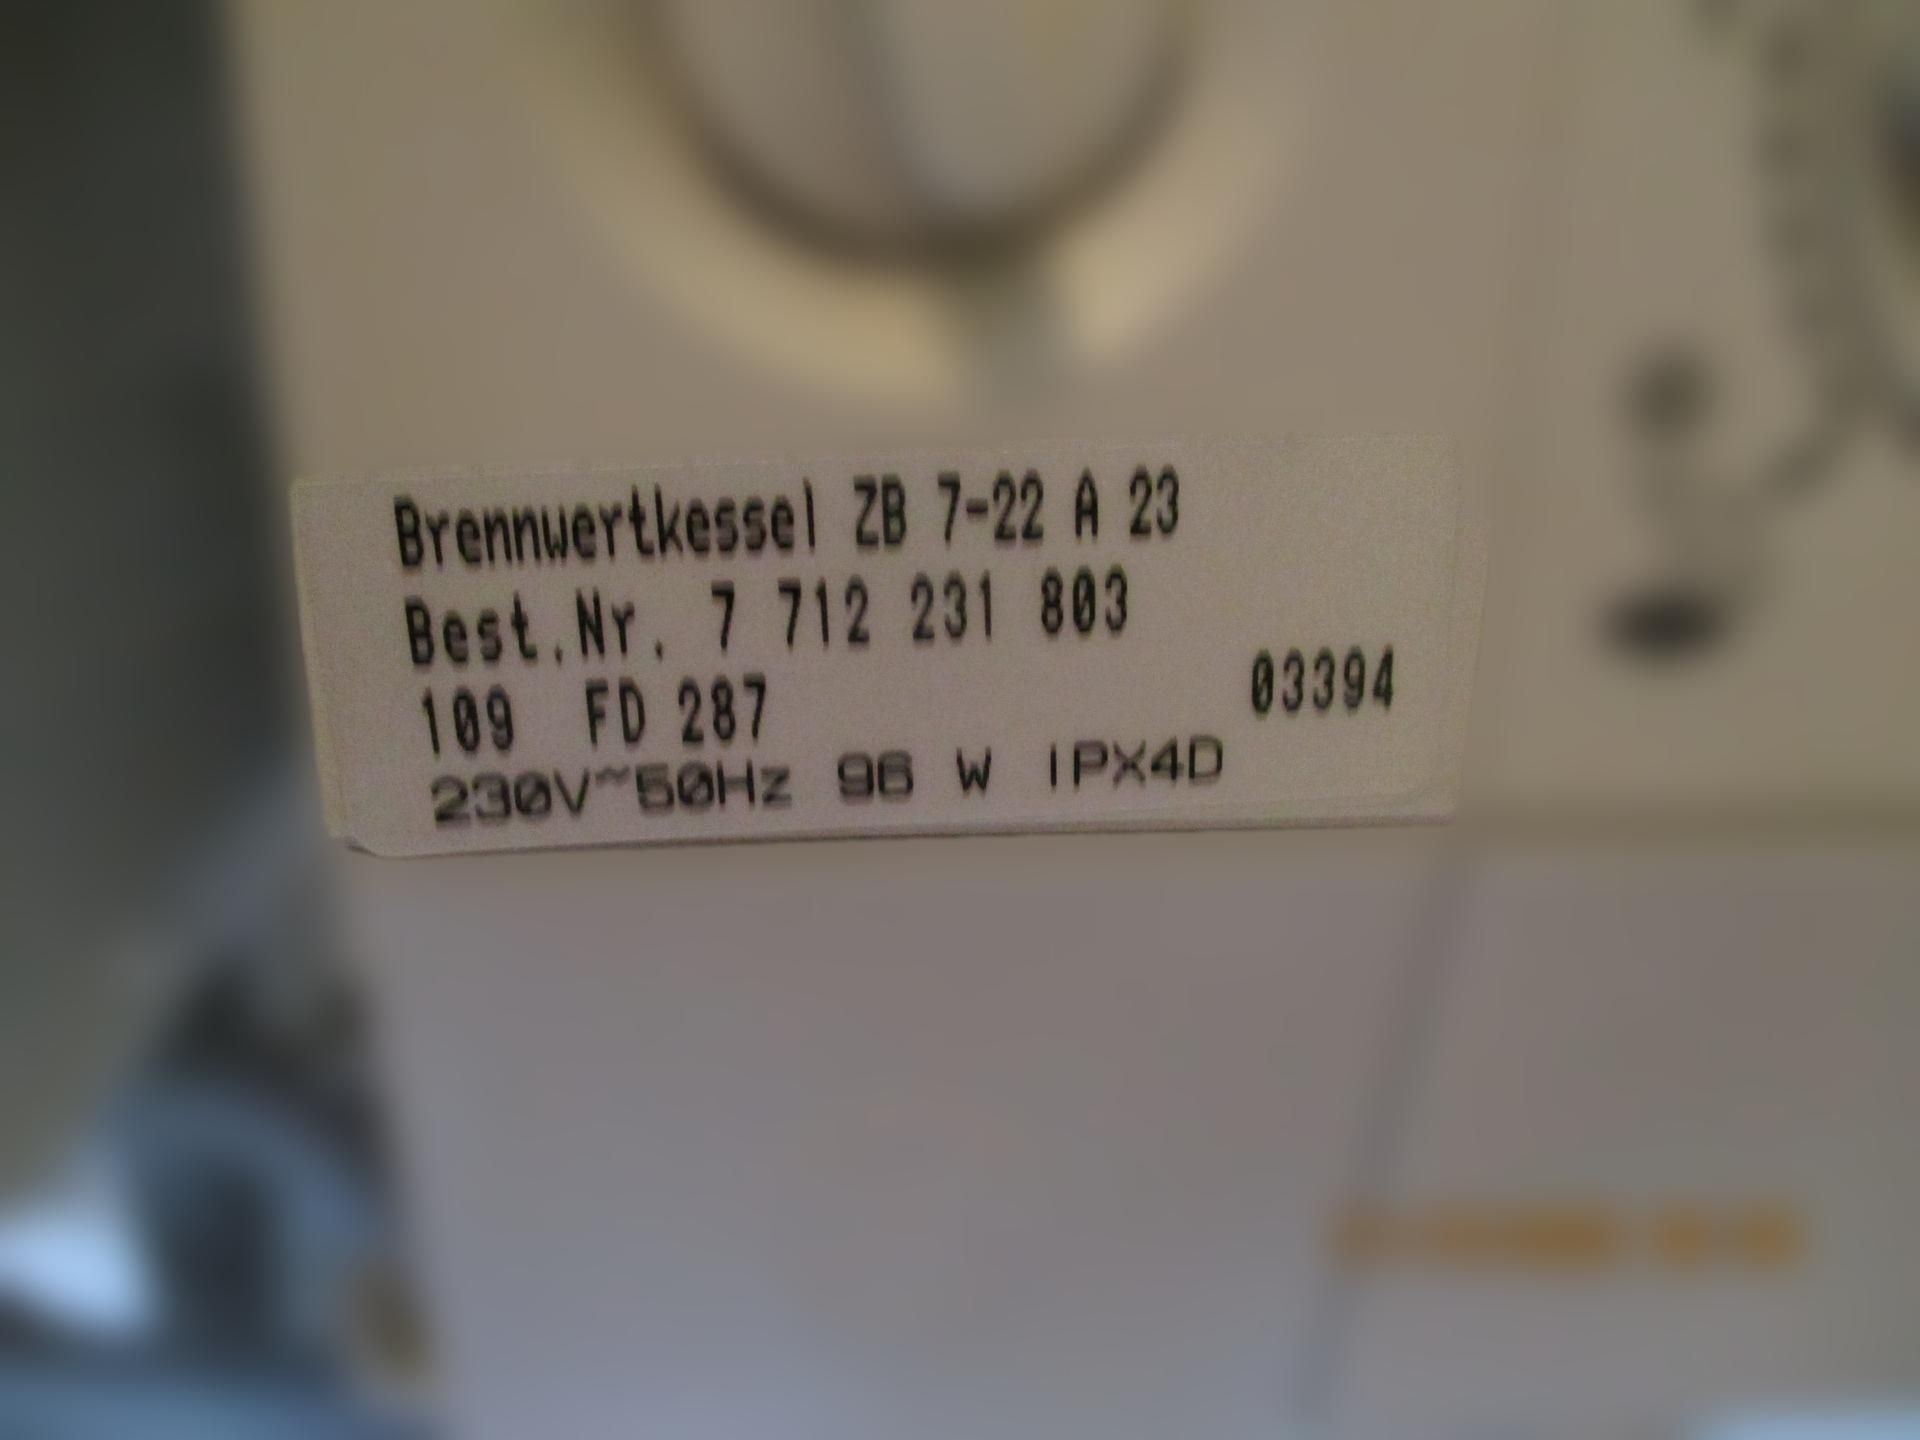 Brennwertkessel ZB 7-22 A 23
Best.Nr. 7 712 231 803
109 FD 287 03394
230V~50Hz 96 W IPX4D